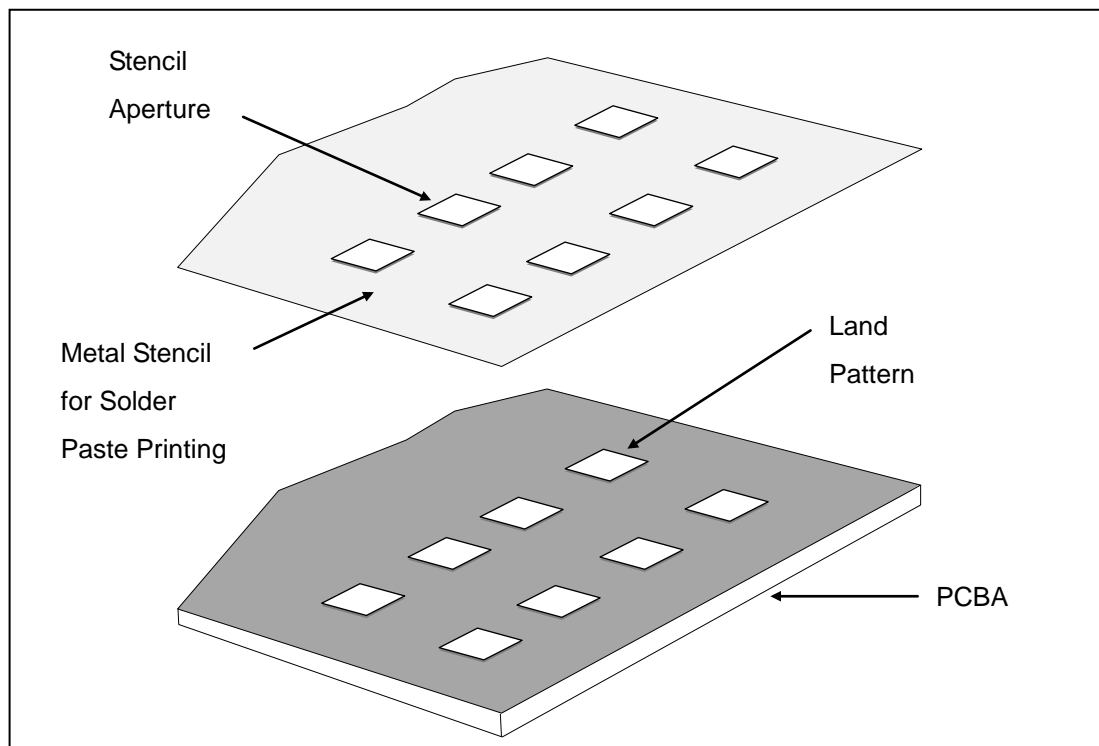 Stencil
Aperture
Metal Stencil
for Solder
Paste Printing
Land
Pattern
PCBA